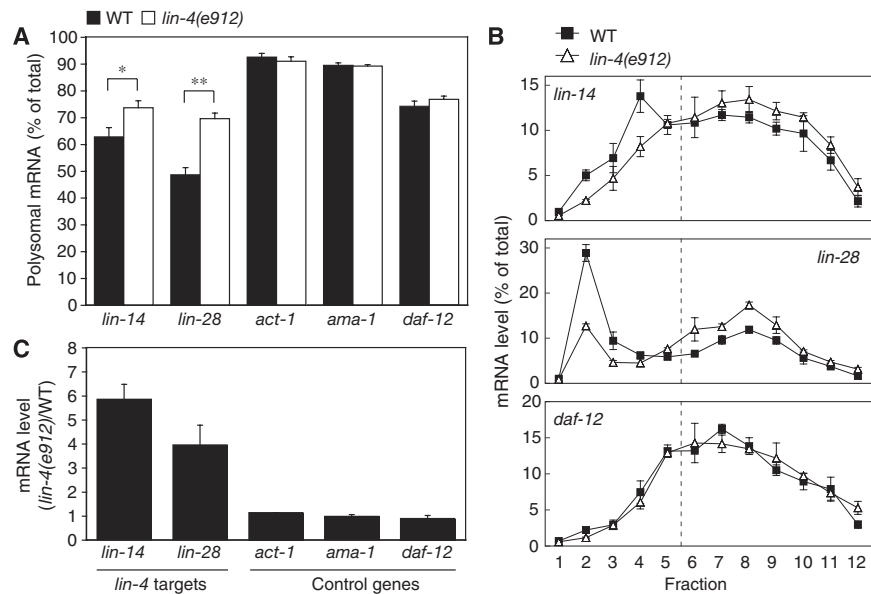 A
WT lin-4(e912)
Polysomal mRNA (% of total)
100
90
80
70
60
50
40
30
20
10
0
*
**
lin-14 lin-28 act-1 ama-1 daf-12
C
mRNA level
(lin-4(e912)/WT)
8
7
6
5
4
3
2
1
0
lin-14 lin-28 act-1 ama-1 daf-12
lin-4 targets Control genes
B
WT
lin-4(e912)
mRNA level (% of total)
lin-14
15
10
5
0
lin-28
30
20
10
0
daf-12
20
15
10
5
0
1 2 3 4 5 6 7 8 9 10 11 12
Fraction